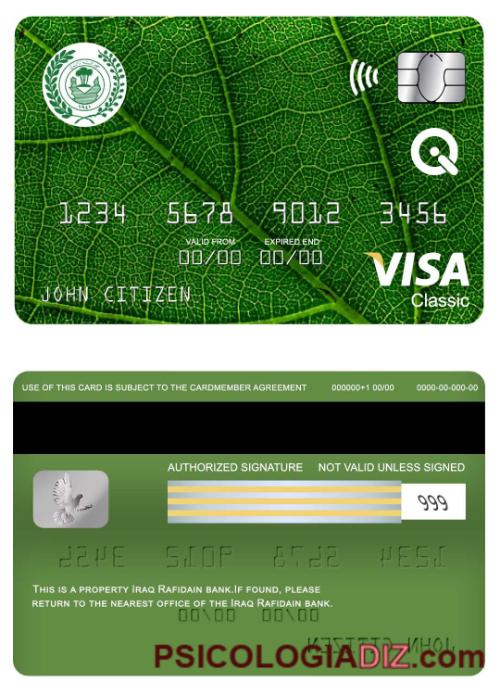 1234 5678 9012 3456
VALID FROM EXPIRED END
00/00 00/00
JOHN CITIZEN
VISA
Classic
USE OF THIS CARD IS SUBJECT TO THE CARDMEMBER AGREEMENT 000000+1 00/00 0000-00-000-00
AUTHORIZED SIGNATURE NOT VALID UNLESS SIGNED
999
This is a property Iraq Rafidain bank.If found, please
return to the nearest office of the Iraq Rafidain bank.
00/00 00/00
PSICOLOGIADIZ.com